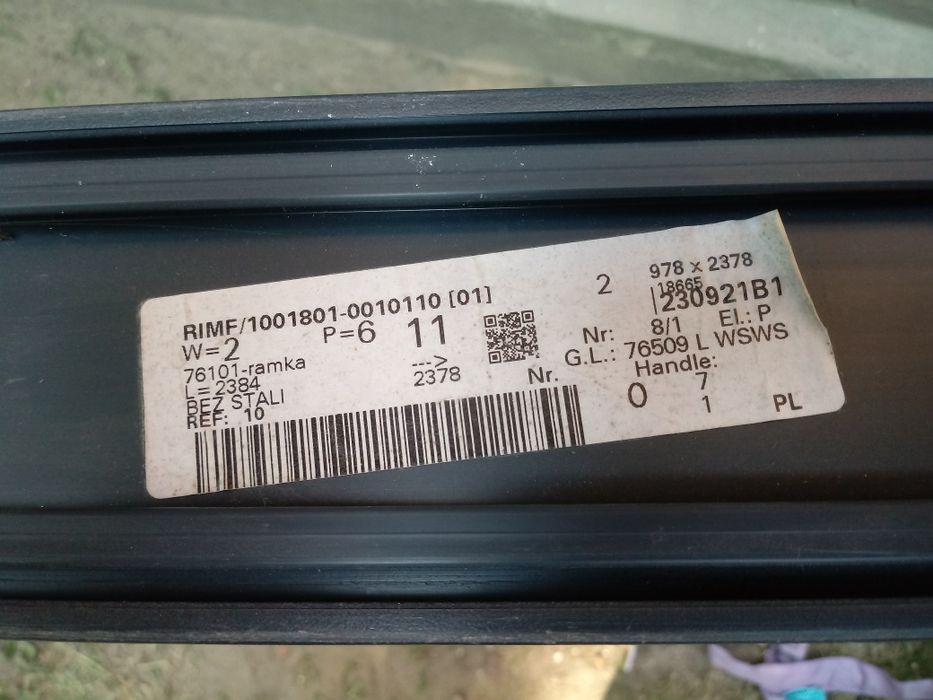 RIMF/1001801-0010110 [01]
W=2 P=6 11
76101-ramka --->
L=2384 2378
BEZ STALI
REF: 10
Nr.
2 978 x 2378
18665
230921B1
Nr: 8/1 El.: P
G.L.: 76509 L WSWS
Handle:
0 7
1 PL